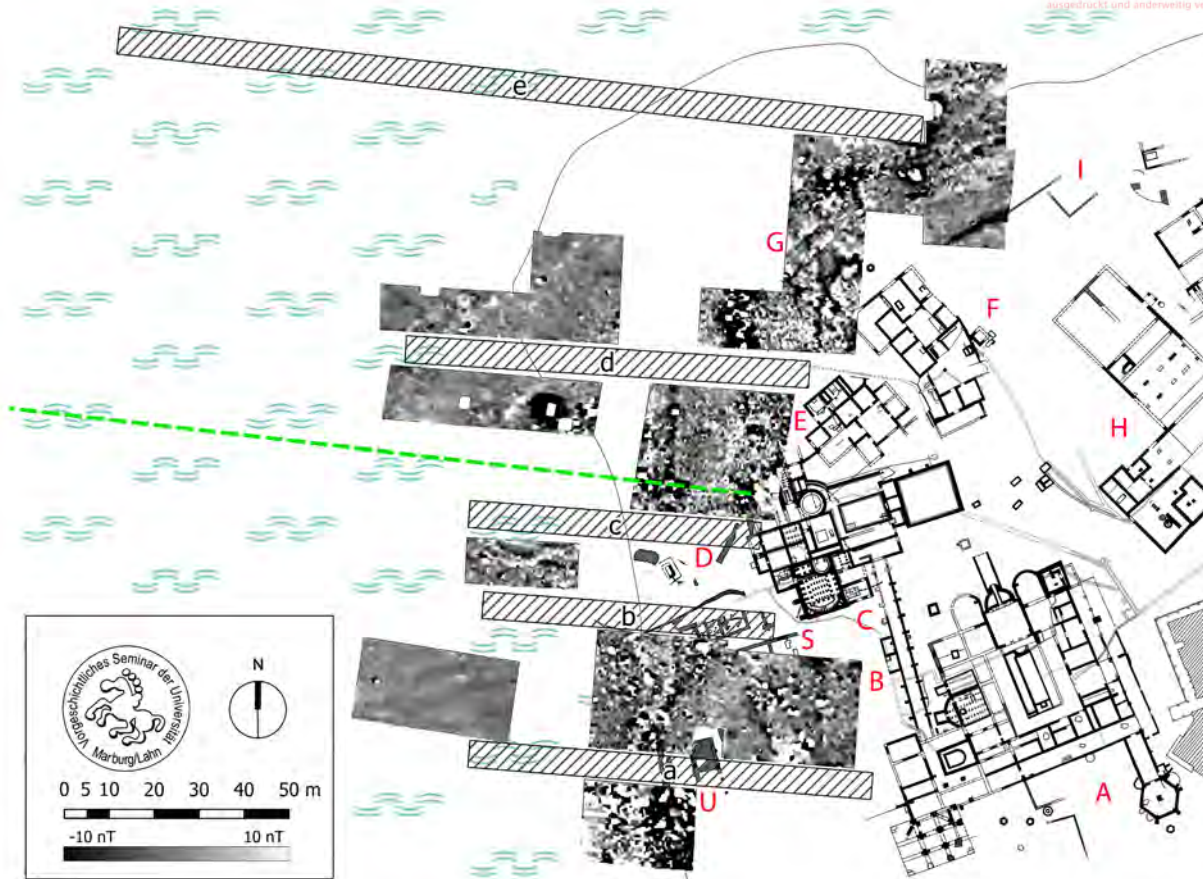 ausgedruckt und anderweitig ve
e
I
G
F
d
E
H
c
D
b
C
S
B
a
U
A
Vorgeschichtliches Seminar der Universität
Marburg/Lahn
N
0 5 10 20 30 40 50 m
-10 nT 10 nT